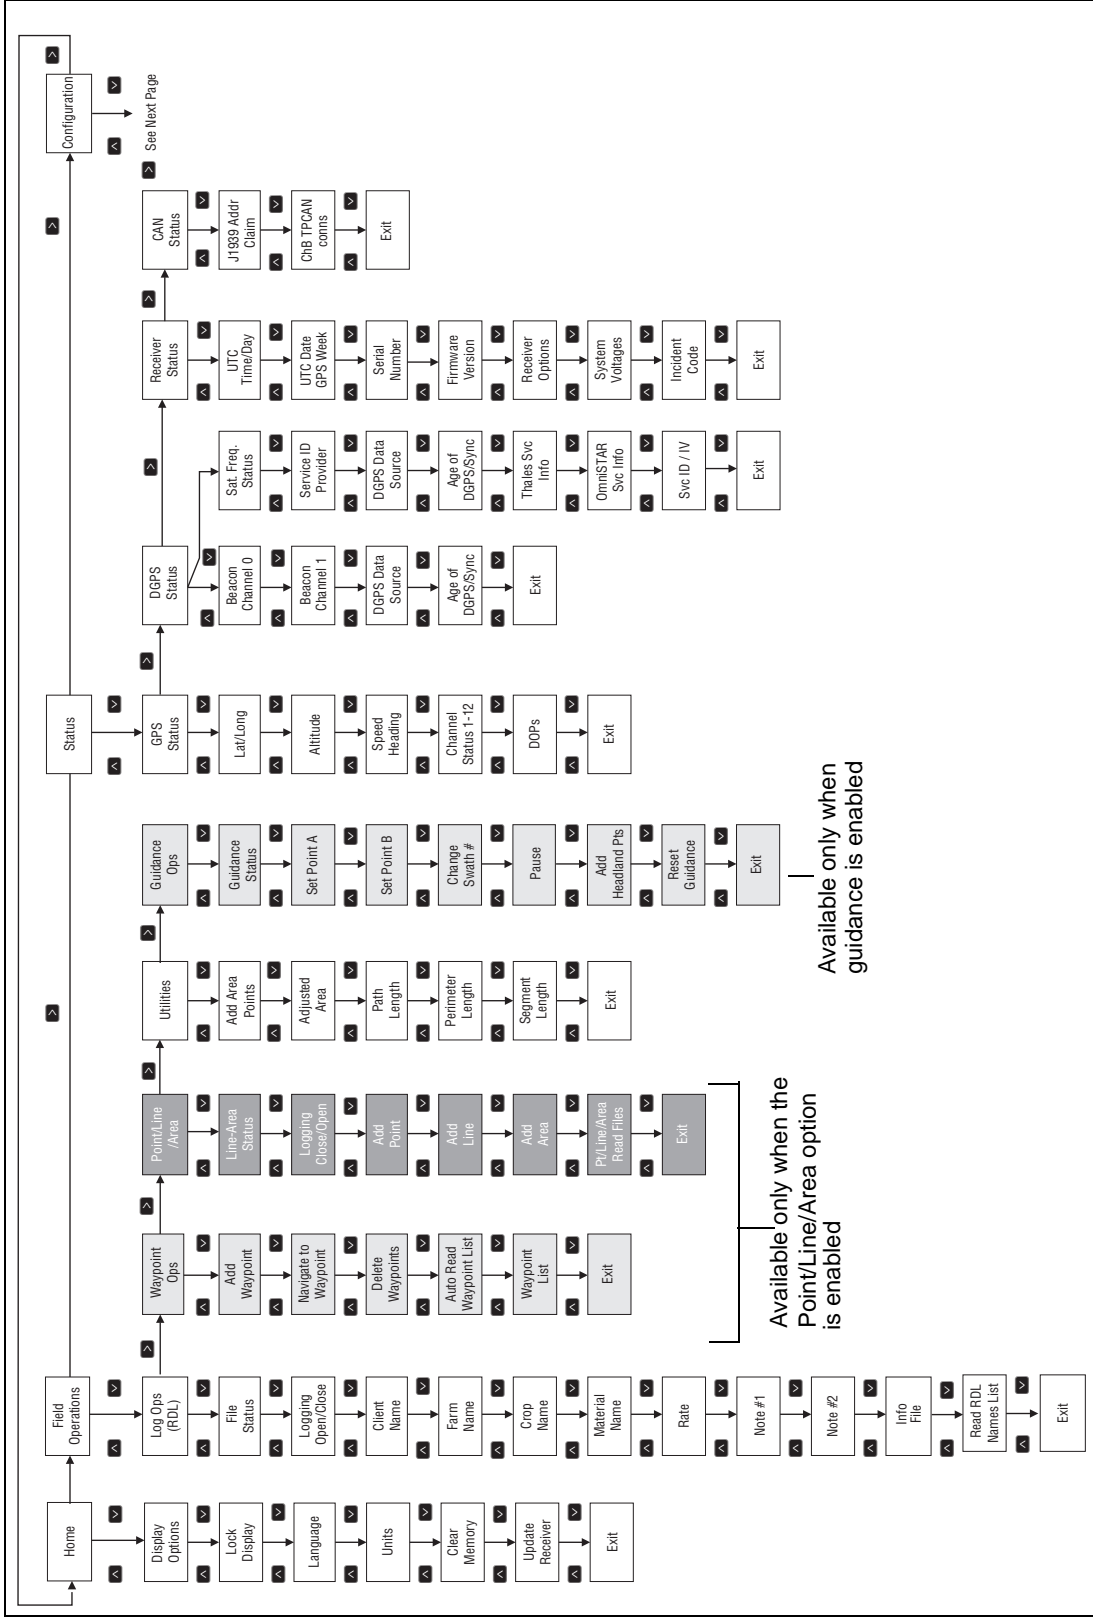 Home
Display
Options
Lock
Display
Language
Units
Clear
Memory
Update
Receiver
Exit
Field
Operations
Log Ops
(RDL)
File
Status
Logging
Open/Close
Client
Name
Farm
Name
Crop
Name
Material
Name
Rate
Note #1
Note #2
Info
File
Read RDL
Names List
Exit
Waypoint
Ops
Add
Waypoint
Navigate to
Waypoint
Delete
Waypoints
Auto Read
Waypoint List
Waypoint
List
Exit
Point/Line
/Area
Line-Area
Status
Logging
Close/Open
Add
Point
Add
Line
Add
Area
Pt/Line/Area
Read Files
Exit
Available only when the
Point/Line/Area option
is enabled
Utilities
Add Area
Points
Adjusted
Area
Path
Length
Perimeter
Length
Segment
Length
Exit
Guidance
Ops
Guidance
Status
Set Point A
Set Point B
Change
Swath #
Pause
Add
Headland Pts
Reset
Guidance
Exit
Available only when
guidance is enabled
Status
GPS
Status
Lat/Long
Altitude
Speed
Heading
Channel
Status 1-12
DOPs
Exit
DGPS
Status
Beacon
Channel 0
Beacon
Channel 1
DGPS Data
Source
Age of
DGPS/Sync
Exit
Sat. Freq.
Status
Service ID
Provider
DGPS Data
Source
Age of
DGPS/Sync
Thales Svc
Info
OmniSTAR
Svc Info
Svc ID / IV
Exit
Receiver
Status
UTC
Time/Day
UTC Date
GPS Week
Serial
Number
Firmware
Version
Receiver
Options
System
Voltages
Incident
Code
Exit
CAN
Status
J1939 Addr
Claim
ChB TPCAN
conns
Exit
Configuration
See Next Page